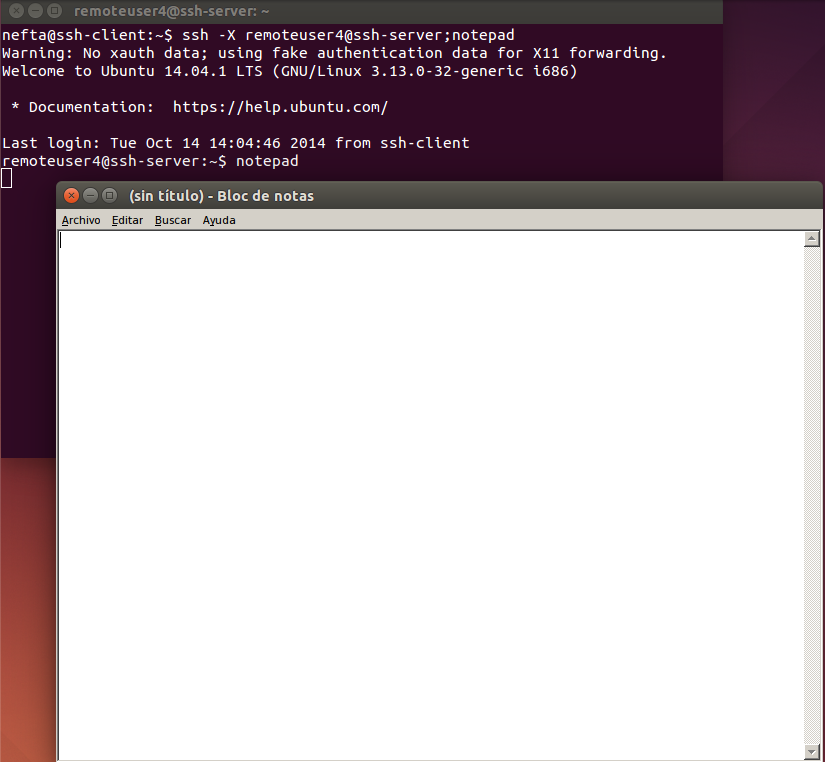 remoteuser4@ssh-server: ~
nefta@ssh-client:~$ ssh -X remoteuser4@ssh-server;notepad
Warning: No xauth data; using fake authentication data for X11 forwarding.
Welcome to Ubuntu 14.04.1 LTS (GNU/Linux 3.13.0-32-generic i686)
* Documentation:  https://help.ubuntu.com/
Last login: Tue Oct 14 14:04:46 2014 from ssh-client
remoteuser4@ssh-server:~$ notepad
(sin título) - Bloc de notas
Archivo Editar Buscar Ayuda